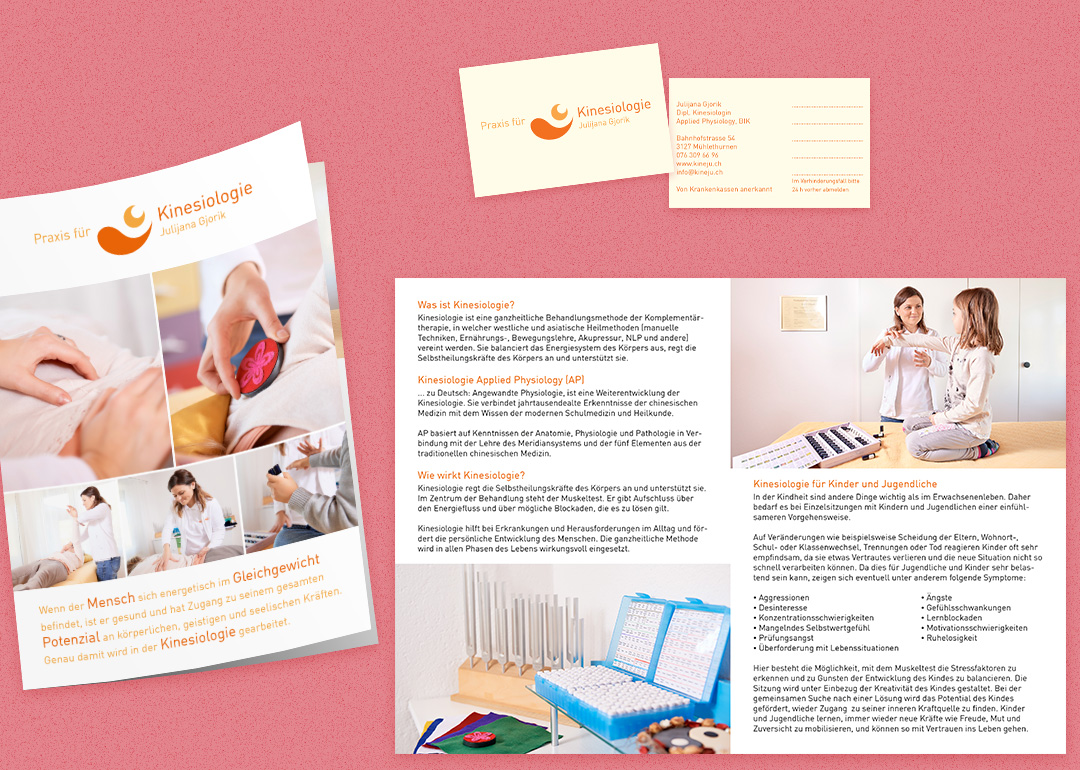 Praxis für
Kinesiologie
Julijana Gjorik
Wenn der Mensch sich energetisch im Gleichgewicht
befindet, ist er gesund und hat Zugang zu seinem gesamten
Potenzial an körperlichen, geistigen und seelischen Kräften.
Genau damit wird in der Kinesiologie gearbeitet.
Praxis für
Kinesiologie
Julijana Gjorik
Julijana Gjorik
Dipl. Kinesiologin
Applied Physiology, IJIK
Bahnhofstrasse 54
3127 Mühlethurnen
076 309 66 96
www.kineju.ch
info@kineju.ch
Von Krankenkassen anerkannt
Im Verhinderungsfall bitte
24 h vorher abmelden.
Was ist Kinesiologie?
Kinesiologie ist eine ganzheitliche Behandlungsmethode der Komplementär-
therapie, in welcher westliche und asiatische Heilmethoden (manuelle
Techniken, Ernährungs-, Bewegungslehre, Akupressur, NLP und andere)
vereint werden. Sie balanciert das Energiesystem des Körpers aus, regt die
Selbstheilungskräfte des Körpers an und unterstützt sie.
Kinesiologie Applied Physiology (AP)
... zu Deutsch: Angewandte Physiologie, ist eine Weiterentwicklung der
Kinesiologie. Sie verbindet jahrtausendealte Erkenntnisse der chinesischen
Medizin mit dem Wissen der modernen Schulmedizin und Heilkunde.
AP basiert auf Kenntnissen der Anatomie, Physiologie und Pathologie in Ver-
bindung mit der Lehre des Meridiansystems und der fünf Elementen aus der
traditionellen chinesischen Medizin.
Wie wirkt Kinesiologie?
Kinesiologie regt die Selbstheilungskräfte des Körpers an und unterstützt sie.
Im Zentrum der Behandlung steht der Muskeltest. Er gibt Aufschluss über
den Energiefluss und über mögliche Blockaden, die es zu lösen gilt.
Kinesiologie hilft bei Erkrankungen und Herausforderungen im Alltag und för-
dert die persönliche Entwicklung des Menschen. Die ganzheitliche Methode
wird in allen Phasen des Lebens wirkungsvoll eingesetzt.
Kinesiologie für Kinder und Jugendliche
In der Kindheit sind andere Dinge wichtig als im Erwachsenenleben. Daher
bedarf es bei Einzelsitzungen mit Kindern und Jugendlichen einer einfühl-
sameren Vorgehensweise.
Auf Veränderungen wie beispielsweise Scheidung der Eltern, Wohnort-,
Schul- oder Klassenwechsel, Trennungen oder Tod reagieren Kinder oft sehr
empfindsam, da sie etwas Vertrautes verlieren und die neue Situation nicht so
schnell verarbeiten können. Da dies für Jugendliche und Kinder sehr belas-
tend sein kann, zeigen sich eventuell unter anderem folgende Symptome:
• Aggressionen
• Desinteresse
• Konzentrationsschwierigkeiten
• Mangelndes Selbstwertgefühl
• Prüfungsangst
• Überforderung mit Lebenssituationen
• Ängste
• Gefühlsschwankungen
• Lernblockaden
• Motivationsschwierigkeiten
• Ruhelosigkeit
Hier besteht die Möglichkeit, mit dem Muskeltest die Stressfaktoren zu
erkennen und zu Gunsten der Entwicklung des Kindes zu balancieren. Die
Sitzung wird unter Einbezug der Kreativität des Kindes gestaltet. Bei der
gemeinsamen Suche nach einer Lösung wird das Potential des Kindes
gefördert, wieder Zugang zu seiner inneren Kraftquelle zu finden. Kinder
und Jugendliche lernen, immer wieder neue Kräfte wie Freude, Mut und
Zuversicht zu mobilisieren, und können so mit Vertrauen ins Leben gehen.